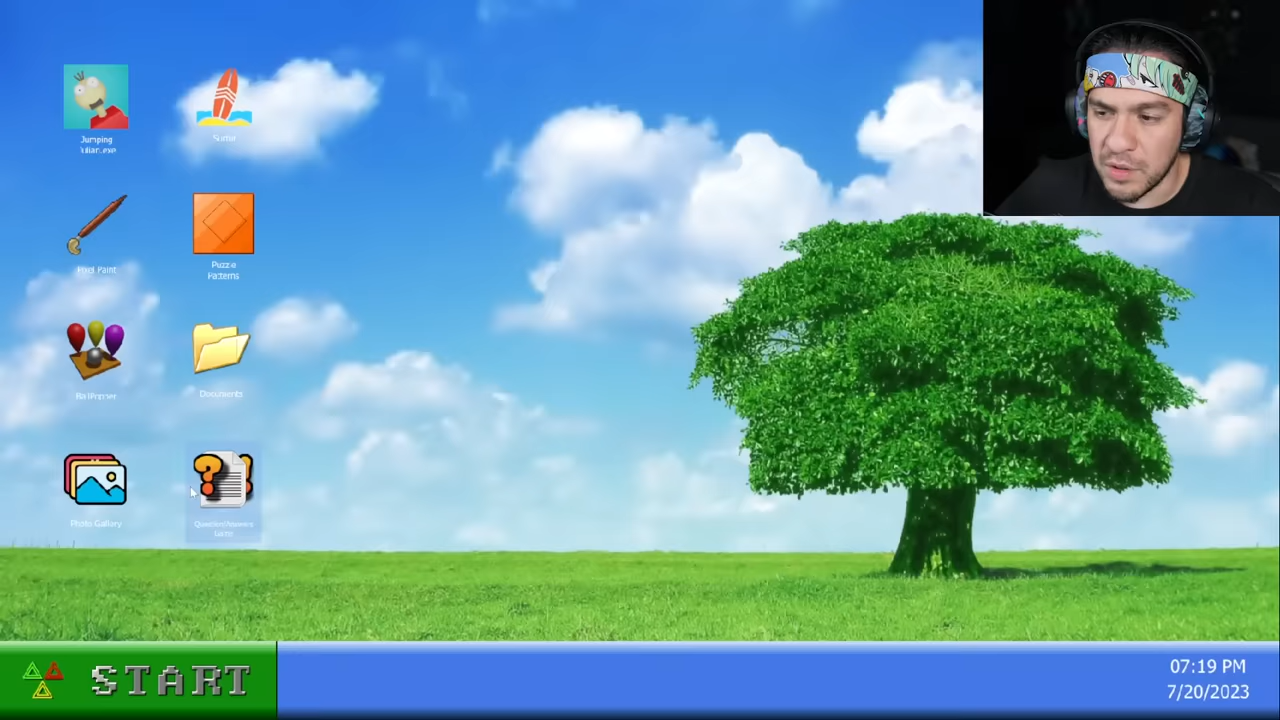 Jumping
Julian.exe
Surfer
Pixel Paint
Puzzle
Patterns
Documents
Photo Gallery
START
07:19 PM
7/20/2023